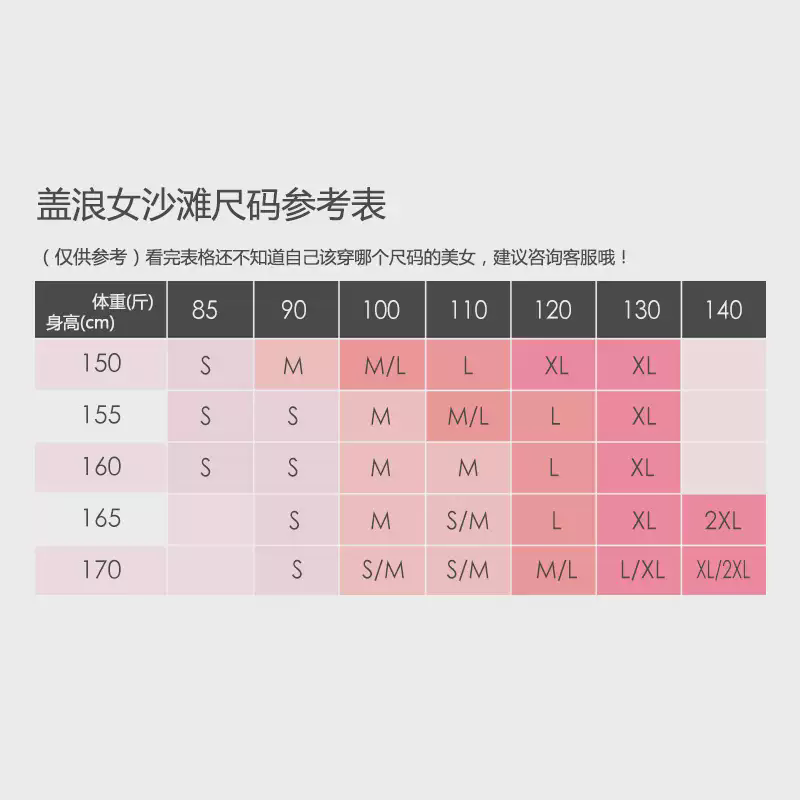 盖浪女沙滩尺码参考表
（仅供参考）看完表格还不知道自己该穿哪个尺码的美女，建议咨询客服哦！
体重(斤) 85 90 100 110 120 130 140
身高(cm)
150 S M M/L L XL XL
155 S S M M/L L XL
160 S S M M L XL
165 S M S/M L XL 2XL
170 S S/M S/M M/L L/XL XL/2XL